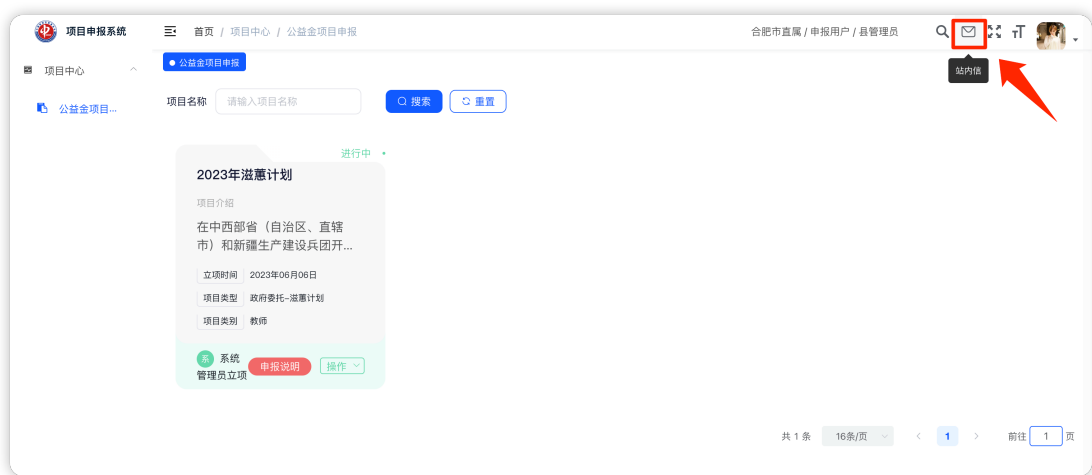 项目申报系统
首页 / 项目中心 / 公益金项目申报
合肥市直属 / 申报用户 / 县管理员
站内信
项目中心
公益金项目...
公益金项目申报
项目名称 请输入项目名称 搜索 重置
进行中
2023年滋蕙计划
项目介绍
在中西部省（自治区、直辖
市）和新疆生产建设兵团开...
立项时间 2023年06月06日
项目类型 政府委托-滋蕙计划
项目类别 教师
系 系统
管理员立项
申报说明 操作
共 1 条 16条/页 1 前往 1 页